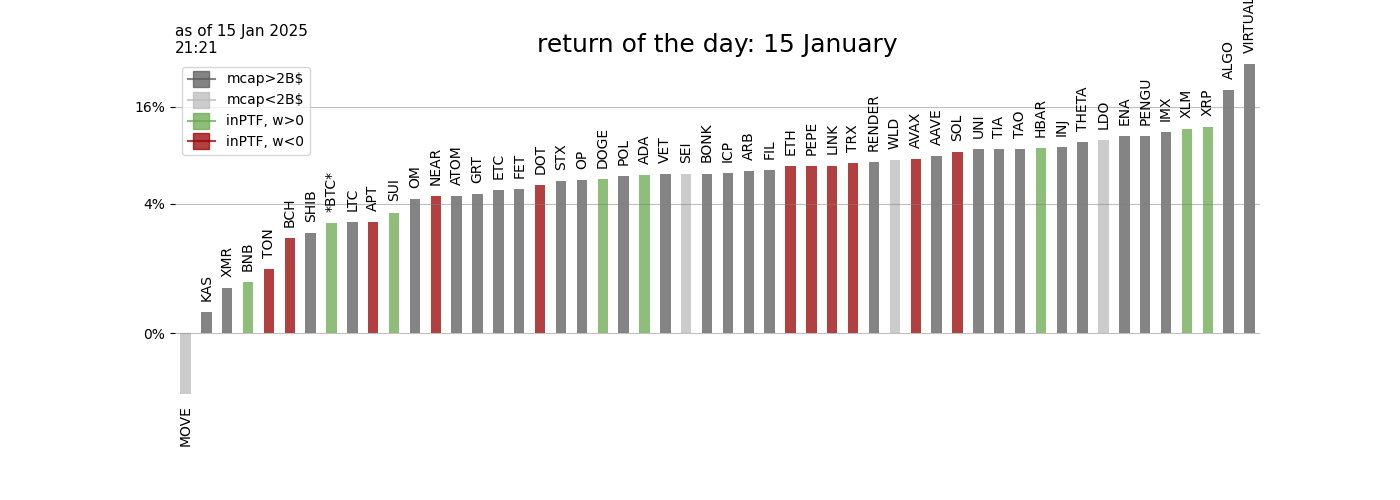 as of 15 Jan 2025
21:21
return of the day: 15 January
mcap>2B$
mcap<2B$
inPTF, w>0
inPTF, w<0
16%
4%
0%
MOVE
KAS
XMR
BNB
TON
BCH
SHIB
*BTC*
LTC
APT
SUI
OM
NEAR
ATOM
GRT
ETC
FET
DOT
STX
OP
DOGE
POL
ADA
VET
SEI
BONK
ICP
ARB
FIL
ETH
PEPE
LINK
TRX
RENDER
WLD
AVAX
AAVE
SOL
UNI
TIA
TAO
HBAR
INJ
THETA
LDO
ENA
PENGU
IMX
XLM
XRP
ALGO
VIRTUAL